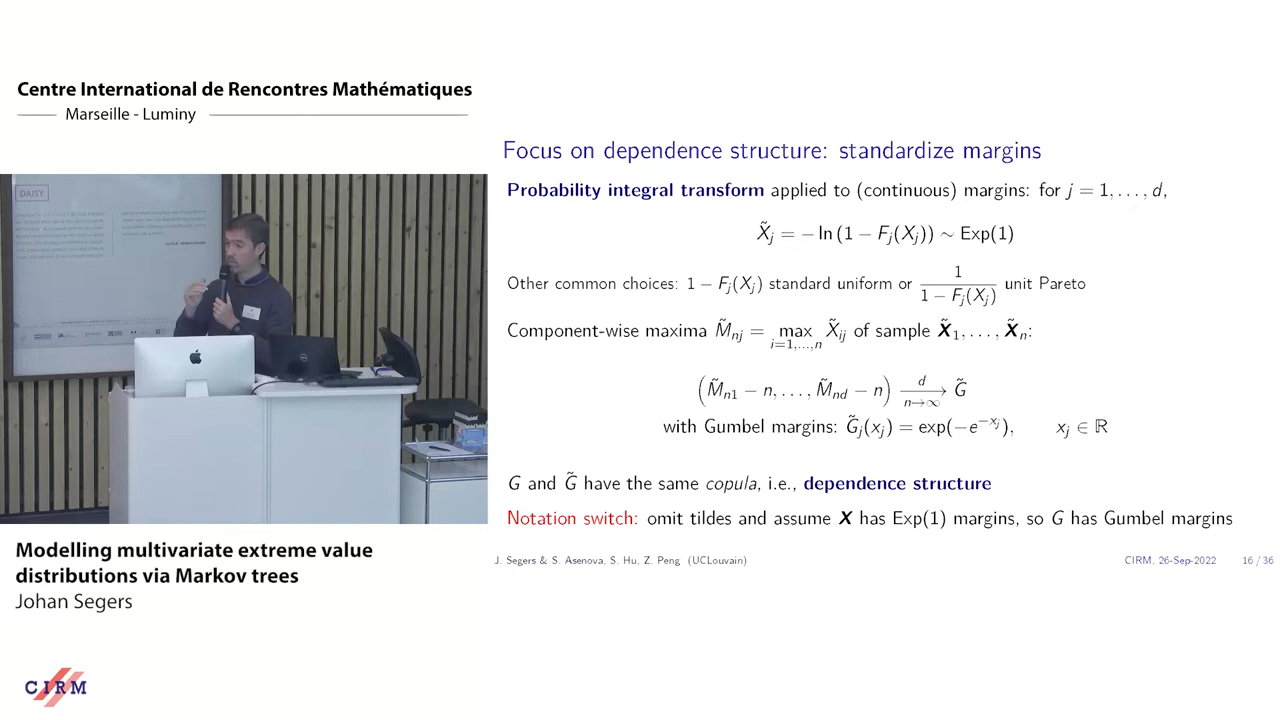 Centre International de Rencontres Mathématiques
Marseille - Luminy
DAISY
Modelling multivariate extreme value
distributions via Markov trees
Johan Segers
CIRM
Focus on dependence structure: standardize margins
Probability integral transform applied to (continuous) margins: for j = 1, . . . , d,
X̃ⱼ = − ln (1 − Fⱼ(Xⱼ)) ∼ Exp(1)
Other common choices: 1 − Fⱼ(Xⱼ) standard uniform or 1 / (1 − Fⱼ(Xⱼ)) unit Pareto
Component-wise maxima M̃ₙⱼ = max_{i=1,...,n} X̃ᵢⱼ of sample X̃₁, . . . , X̃ₙ:
(M̃ₙ₁ − n, . . . , M̃_{nd} − n) →^{d}_{n→∞} G̃
with Gumbel margins: G̃ⱼ(xⱼ) = exp(−e^{−xⱼ}), xⱼ ∈ ℝ
G and G̃ have the same copula, i.e., dependence structure
Notation switch: omit tildes and assume X has Exp(1) margins, so G has Gumbel margins
J. Segers & S. Asenova, S. Hu, Z. Peng (UCLouvain) CIRM, 26-Sep-2022 16 / 36